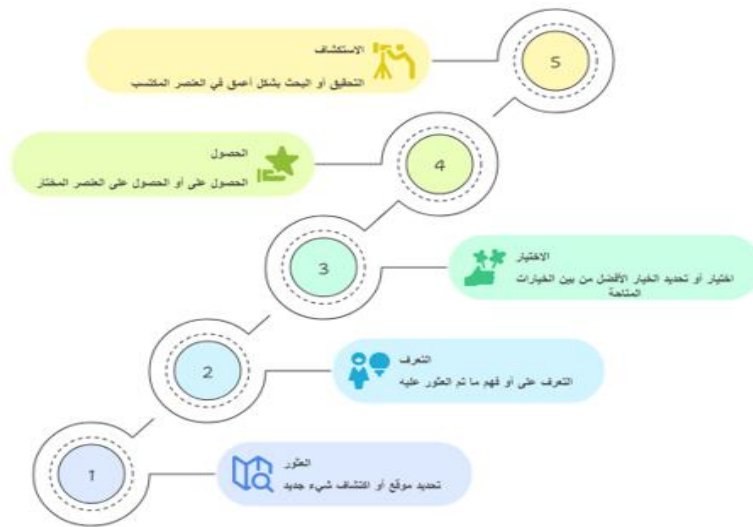 5
الاستكشاف
التحقيق أو البحث بشكل أعمق في العنصر المكتسب
4
الحصول
الحصول على أو الحصول على العنصر المختار
3
الاختيار
اختيار أو تحديد الخيار الأفضل من بين الخيارات
المتاحة
2
التعرف
التعرف على أو فهم ما تم العثور عليه
1
العثور
تحديد موقع أو اكتشاف شيء جديد